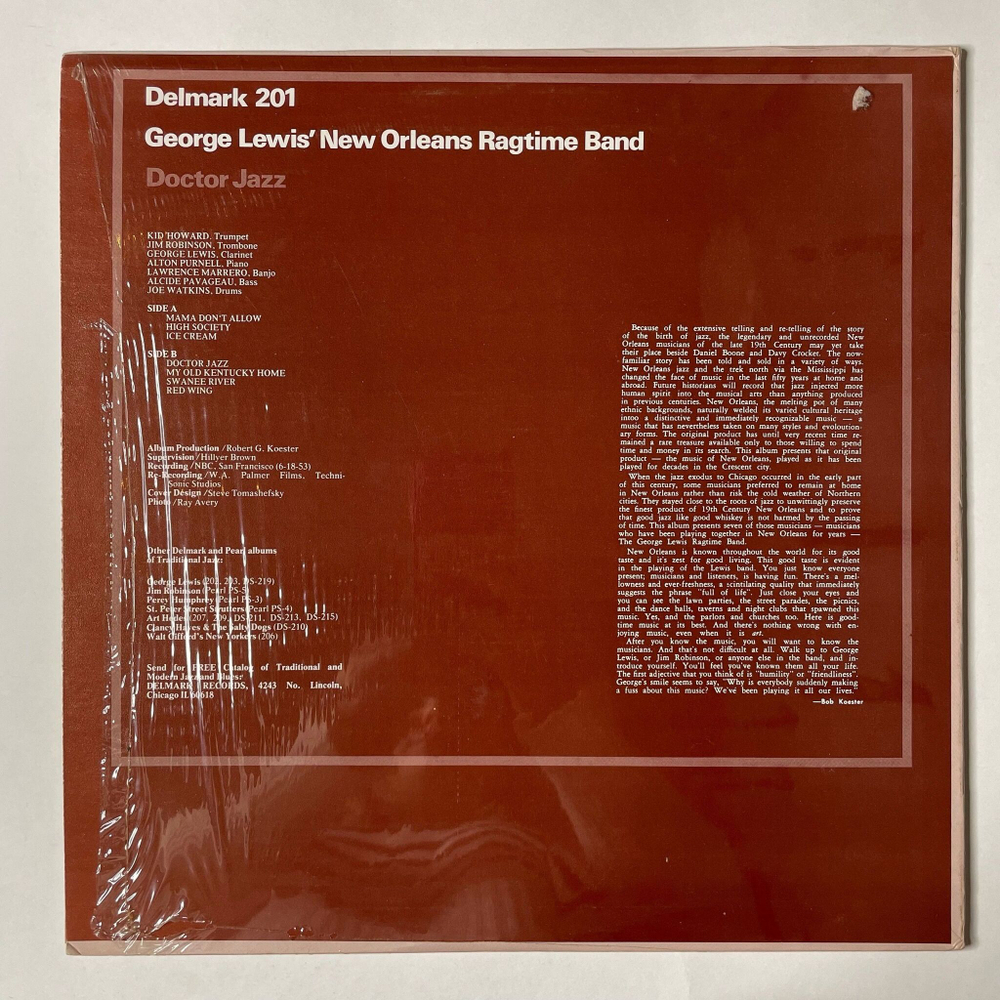 Delmark 201
George Lewis' New Orleans Ragtime Band
Doctor Jazz
KID HOWARD, Trumpet
JIM ROBINSON, Trombone
GEORGE LEWIS, Clarinet
ALTON PURNELL, Piano
LAWRENCE MARRERO, Banjo
ALCIDE PAVAGEAU, Bass
JOE WATKINS, Drums
SIDE A
MAMA DON'T ALLOW
HIGH SOCIETY
ICE CREAM
SIDE B
DOCTOR JAZZ
MY OLD KENTUCKY HOME
SWANEE RIVER
RED WING
Album Production /Robert G. Koester
Supervision /Hillyer Brown
Recording /NBC, San Francisco (6-18-53)
Re-Recording /W.A. Palmer Films, Techni-
Sonic Studios
Cover Design /Steve Tomashefsky
Photo /Ray Avery
Other Delmark and Pearl albums
of Traditional Jazz:
George Lewis (202, 203, DS-219)
Jim Robinson (Pearl PS-5)
Percy Humphrey (Pearl PS-3)
St. Peter Street Strutters (Pearl PS-4)
Art Hodes (207, 209, DS-211, DS-213, DS-215)
Clancy Hayes & The Salty Dogs (DS-210)
Walt Gifford's New Yorkers (206)
Send for FREE Catalog of Traditional and
Modern Jazz and Blues:
DELMARK RECORDS, 4243 No. Lincoln,
Chicago IL 60618
Because of the extensive telling and re-telling of the story
of the birth of jazz, the legendary and unrecorded New
Orleans musicians of the late 19th Century may yet take
their place beside Daniel Boone and Davy Crocker. The now-
familiar story has been told and sold in a variety of ways.
New Orleans jazz and the trek north via the Mississippi has
changed the face of music in the last fifty years at home and
abroad. Future historians will record that jazz injected more
human spirit into the musical arts than anything produced
in previous centuries. New Orleans, the melting pot of many
ethnic backgrounds, naturally welded its varied cultural heritage
intoo a distinctive and immediately recognizable music — a
music that has nevertheless taken on many styles and evoloution-
ary forms. The original product has until very recent time re-
mained a rare treasure available only to those willing to spend
time and money in its search. This album presents that original
product — the music of New Orleans, played as it has been
played for decades in the Crescent city.
When the jazz exodus to Chicago occurred in the early part
of this century, some musicians preferred to remain at home
in New Orleans rather than risk the cold weather of Northern
cities. They stayed close to the roots of jazz to unwittingly preserve
the finest product of 19th Century New Orleans and to prove
that good jazz like good whiskey is not harmed by the passing
of time. This album presents seven of those musicians — musicians
who have been playing together in New Orleans for years —
The George Lewis Ragtime Band.
New Orleans is known throughout the world for its good
taste and it's zest for good living. This good taste is evident
in the playing of the Lewis band. You just know everyone
present; musicians and listeners, is having fun. There's a mel-
lowness and ever-freshness, a scintilating quality that immediately
suggests the phrase "full of life". Just close your eyes and
you can see the lawn parties, the street parades, the picnics,
and the dance halls, taverns and night clubs that spawned this
music. Yes, and the parlors and churches too. Here is good-
time music at its best. And there's nothing wrong with en-
joying music, even when it is art.
After you know the music, you will want to know the
musicians. And that's not difficult at all. Walk up to George
Lewis, or Jim Robinson, or anyone else in the band, and in-
troduce yourself. You'll feel you've known them all your life.
The first adjective that you think of is "humility" or "friendliness".
George's smile seems to say, "Why is everybody suddenly making
a fuss about this music? We've been playing it all our lives."
—Bob Koester